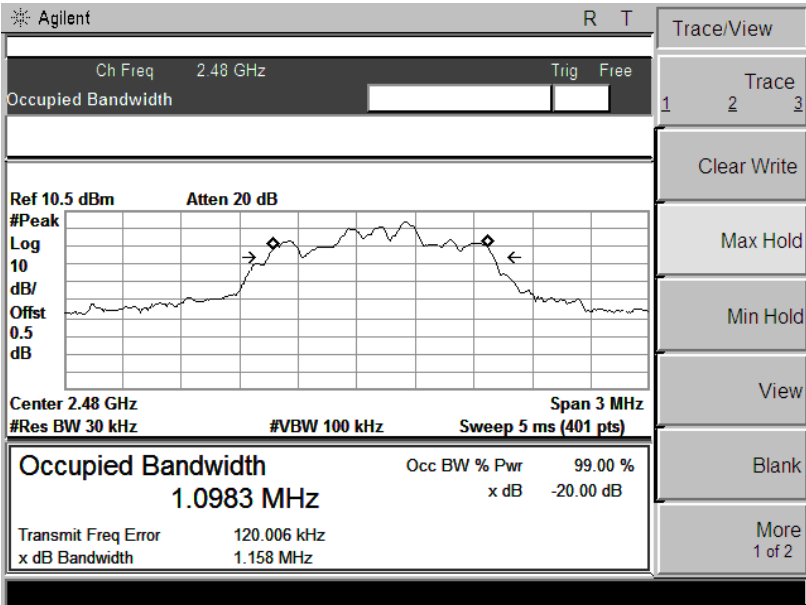 Agilent R T
Trace/View
Ch Freq 2.48 GHz Trig Free
Occupied Bandwidth
Trace
1 2 3
Clear Write
Max Hold
Min Hold
View
Blank
More
1 of 2
Ref 10.5 dBm Atten 20 dB
#Peak
Log
10
dB/
Offst
0.5
dB
Center 2.48 GHz Span 3 MHz
#Res BW 30 kHz #VBW 100 kHz Sweep 5 ms (401 pts)
Occupied Bandwidth
1.0983 MHz
Occ BW % Pwr 99.00 %
x dB -20.00 dB
Transmit Freq Error 120.006 kHz
x dB Bandwidth 1.158 MHz